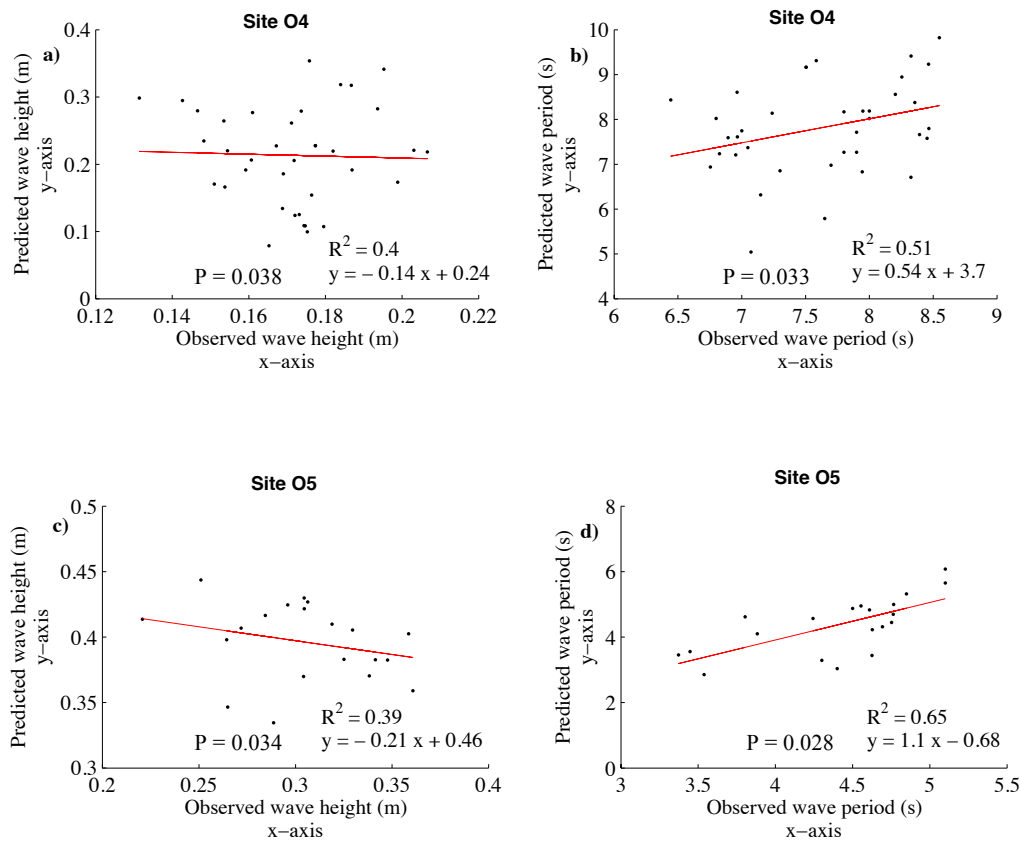 Site O4
a)
Predicted wave height (m)
y−axis
0.4
0.3
0.2
0.1
0
R² = 0.4
P = 0.038
y = − 0.14 x + 0.24
0.12
0.14
0.16
0.18
0.2
0.22
Observed wave height (m)
x−axis
Site O4
b)
Predicted wave period (s)
y−axis
10
9
8
7
6
5
4
R² = 0.51
P = 0.033
y = 0.54 x + 3.7
6
6.5
7
7.5
8
8.5
9
Observed wave period (s)
x−axis
Site O5
c)
Predicted wave height (m)
y−axis
0.5
0.45
0.4
0.35
0.3
R² = 0.39
P = 0.034
y = − 0.21 x + 0.46
0.2
0.25
0.3
0.35
0.4
Observed wave height (m)
x−axis
Site O5
d)
Predicted wave period (s)
y−axis
8
6
4
2
0
R² = 0.65
P = 0.028
y = 1.1 x − 0.68
3
3.5
4
4.5
5
5.5
Observed wave period (s)
x−axis